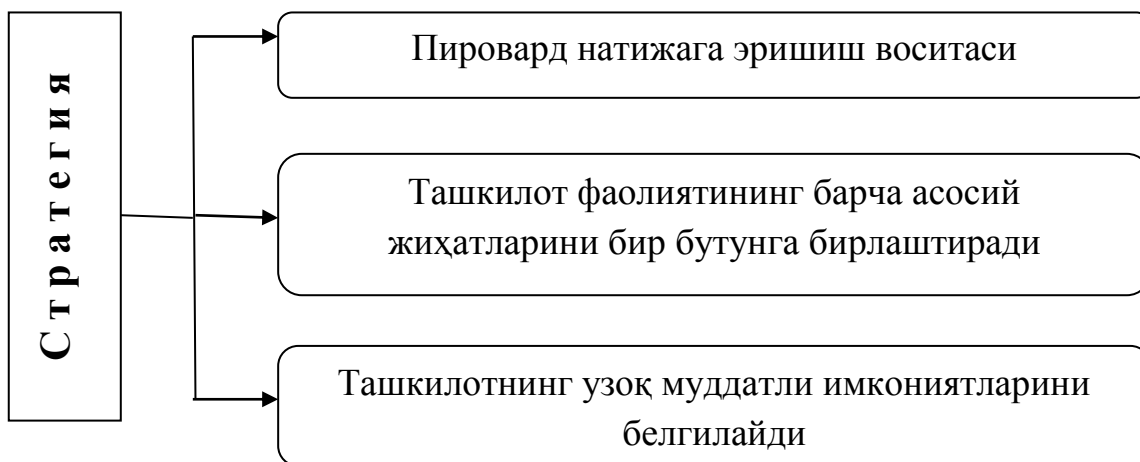 Стратегия
Пировард натижага эришиш воситаси
Ташкилот фаолиятининг барча асосий
жиҳатларини бир бутунга бирлаштиради
Ташкилотнинг узоқ муддатли имкониятларини
белгилайди